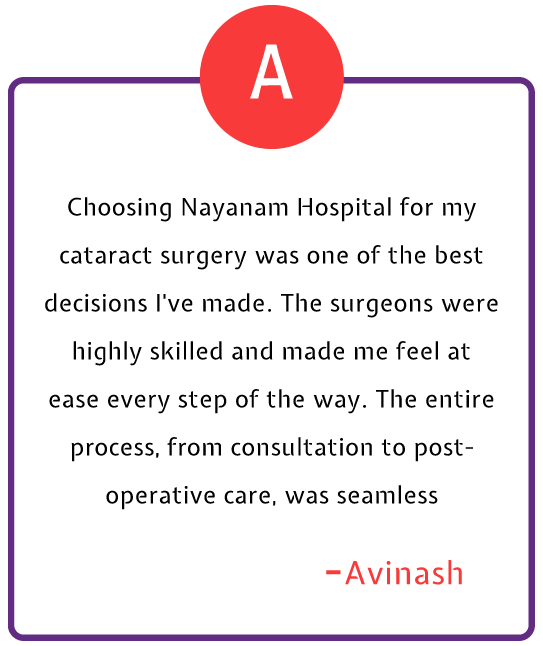 A
Choosing Nayanam Hospital for my
cataract surgery was one of the best
decisions I've made. The surgeons were
highly skilled and made me feel at
ease every step of the way. The entire
process, from consultation to post-
operative care, was seamless
-Avinash